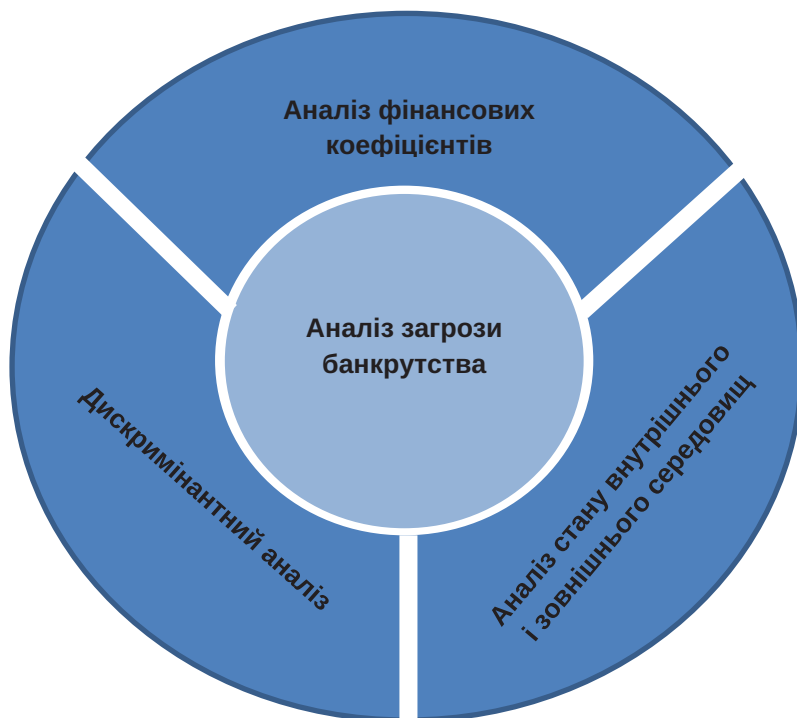 Аналіз фінансових
коефіцієнтів
Аналіз загрози
банкрутства
Дискримінантний аналіз
Аналіз стану внутрішнього
і зовнішнього середовищ